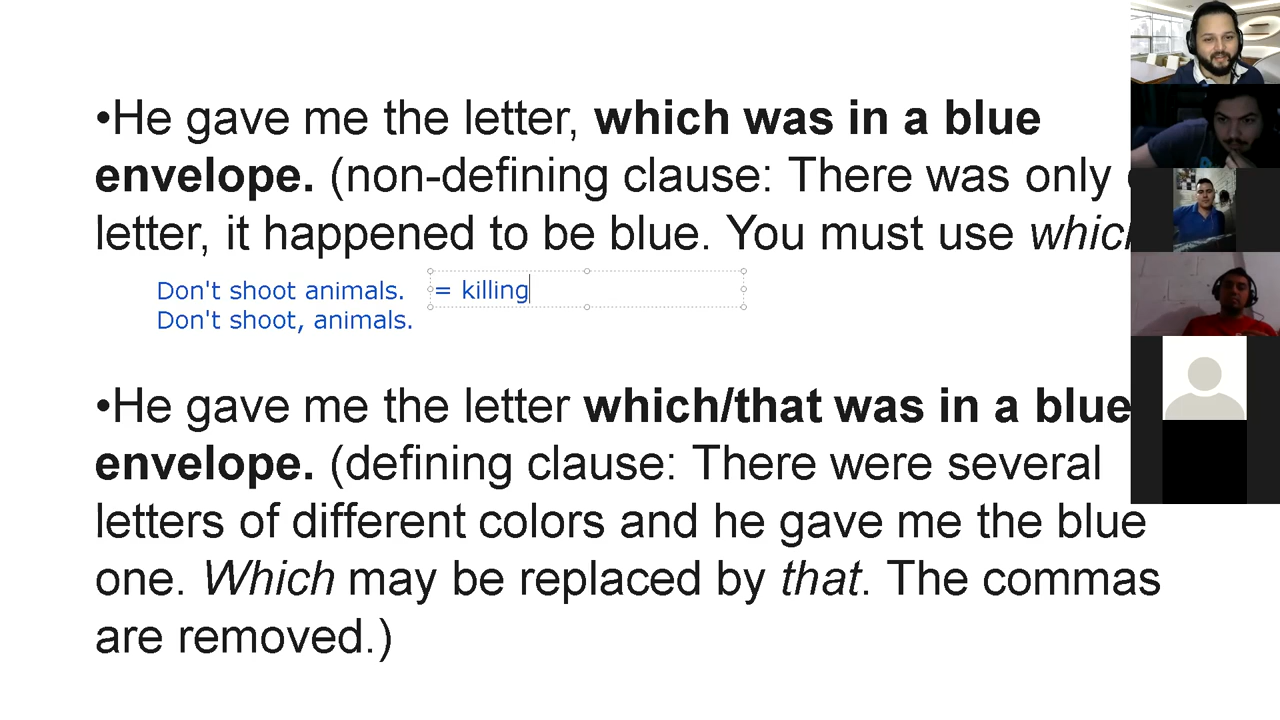 •He gave me the letter, which was in a blue
envelope. (non-defining clause: There was only
letter, it happened to be blue. You must use
Don't shoot animals. = killing
Don't shoot, animals.
•He gave me the letter which/that was in a blue
envelope. (defining clause: There were several
letters of different colors and he gave me the blue
one. Which may be replaced by that. The commas
are removed.)